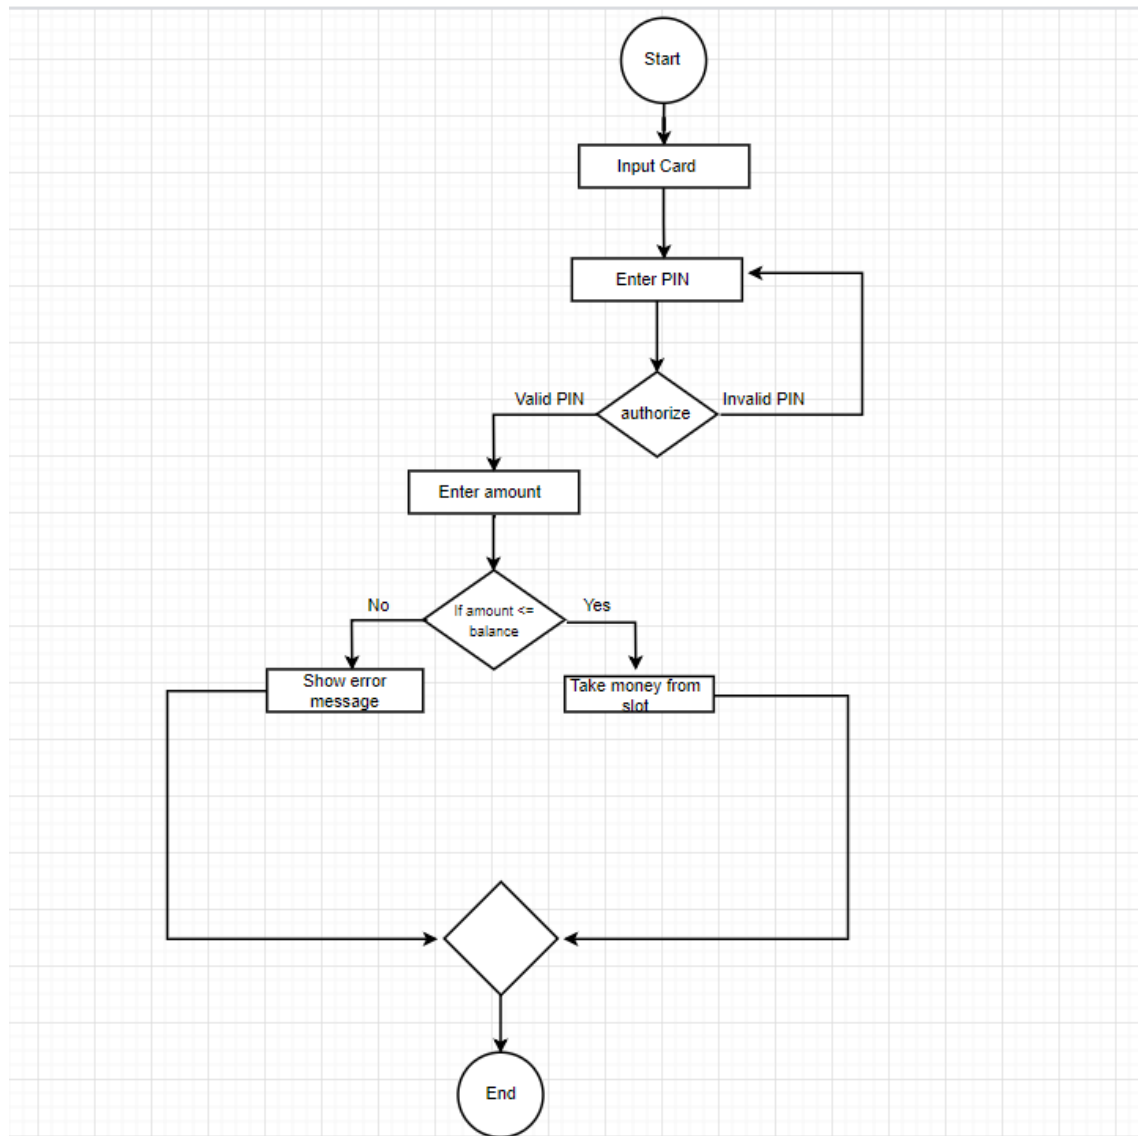 Start
Input Card
Enter PIN
Valid PIN
authorize
Invalid PIN
Enter amount
No
If amount <=
balance
Yes
Show error
message
Take money from
slot
End